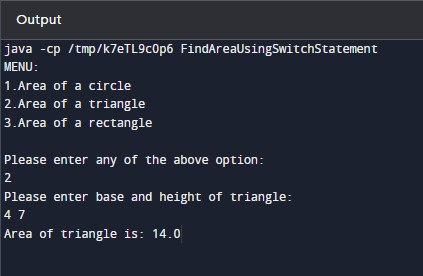 Output
java -cp /tmp/k7eTL9cOp6 FindAreaUsingSwitchStatement
MENU:
1.Area of a circle
2.Area of a triangle
3.Area of a rectangle
Please enter any of the above option:
2
Please enter base and height of triangle:
4 7
Area of triangle is: 14.0